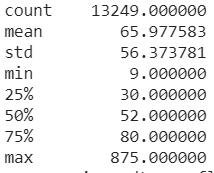 count 13249.000000
mean 65.977583
std 56.373781
min 9.000000
25% 30.000000
50% 52.000000
75% 80.000000
max 875.000000